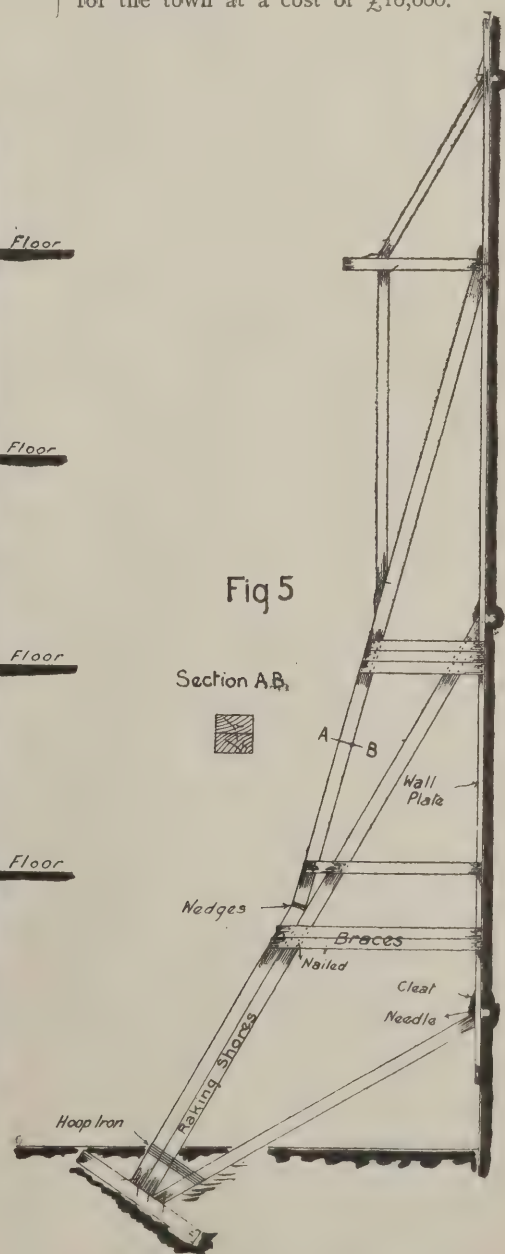 for the town at a cost of £10,000.
Floor
Floor
Fig 5
Floor
Section A.B.
A
B
Wall
Plate
Floor
Wedges
Braces
Nailed
Cleat
Needle
Raking Shores
Hoop Iron